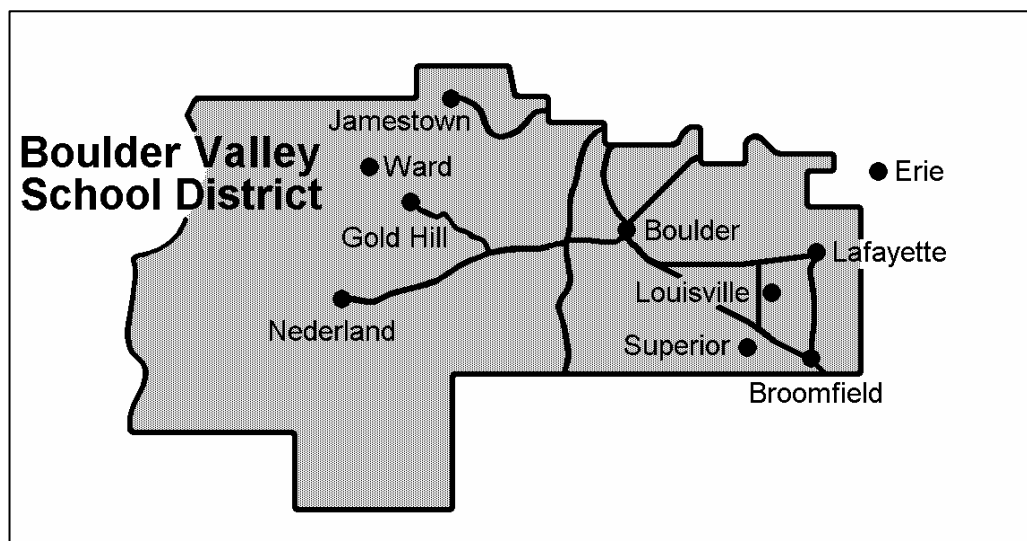 Boulder Valley
School District
Jamestown
Ward
Erie
Gold Hill
Boulder
Lafayette
Louisville
Nederland
Superior
Broomfield